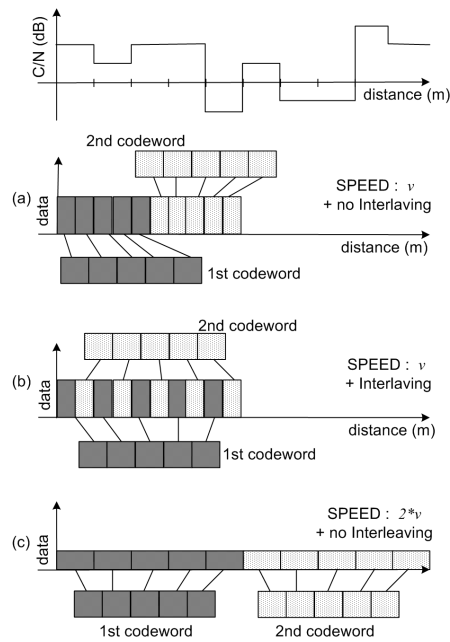 C/N (dB)
distance (m)
2nd codeword
(a)
data
SPEED : v
+ no Interlaving
distance (m)
1st codeword
2nd codeword
(b)
data
SPEED : v
+ Interlaving
distance (m)
1st codeword
SPEED : 2*v
+ no Interleaving
(c)
data
1st codeword
2nd codeword